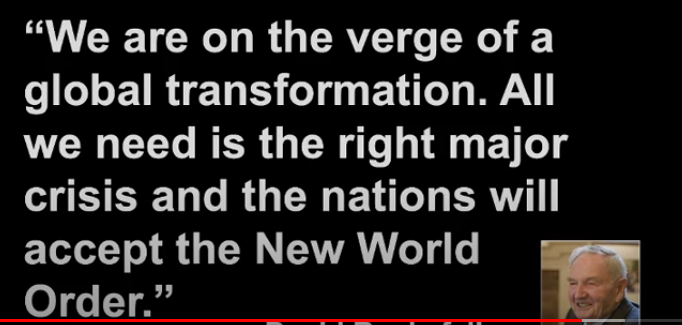 “We are on the verge of a
global transformation. All
we need is the right major
crisis and the nations will
accept the New World
Order.”